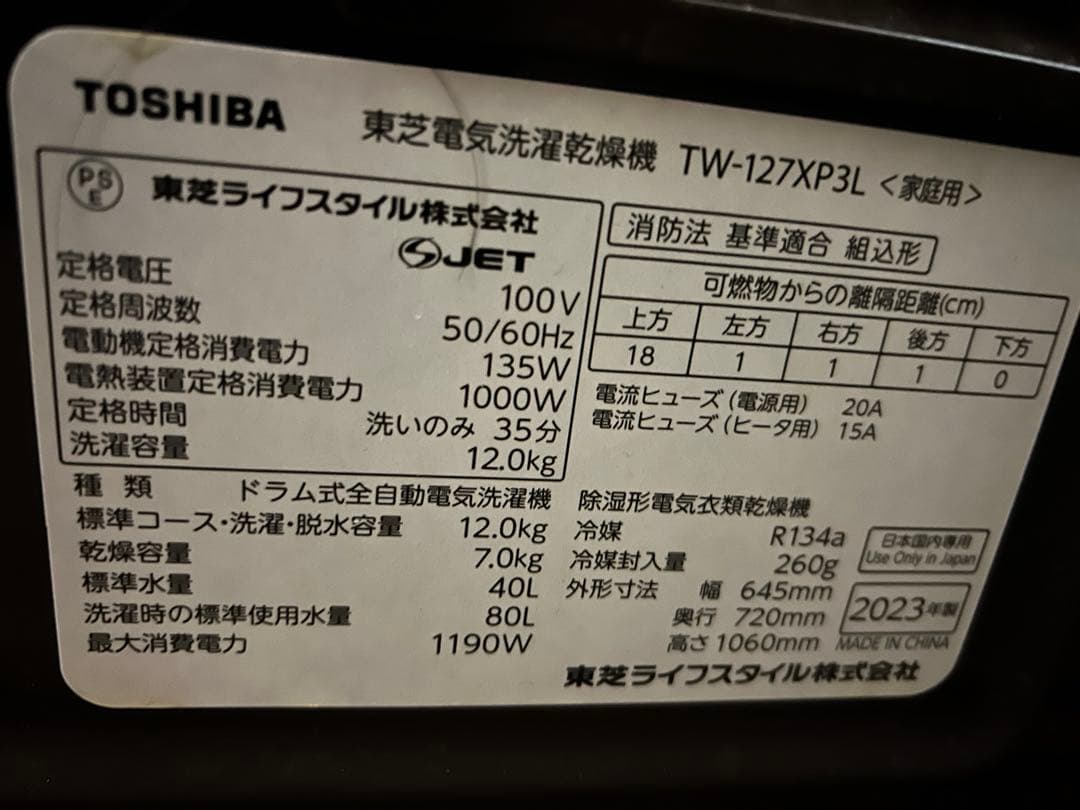 TOSHIBA 東芝電気洗濯乾燥機 TW-127XP3L <家庭用>
PSE 東芝ライフスタイル株式会社
SJET
定格電圧 100V
定格周波数 50/60Hz
電動機定格消費電力 135W
電熱装置定格消費電力 1000W
定格時間 洗いのみ 35分
洗濯容量 12.0kg
消防法 基準適合 組込形
可燃物からの離隔距離(cm)
上方 左方 右方 後方 下方
18 1 1 1 0
電流ヒューズ(電源用) 20A
電流ヒューズ(ヒータ用) 15A
種類 ドラム式全自動電気洗濯機
標準コース・洗濯・脱水容量 12.0kg
乾燥容量 7.0kg
標準水量 40L
洗濯時の標準使用水量 80L
最大消費電力 1190W
除湿形電気衣類乾燥機
冷媒 R134a
冷媒封入量 260g
外形寸法 幅 645mm
奥行 720mm
高さ 1060mm
日本国内専用
Use Only in Japan
2023年製
MADE IN CHINA
東芝ライフスタイル株式会社